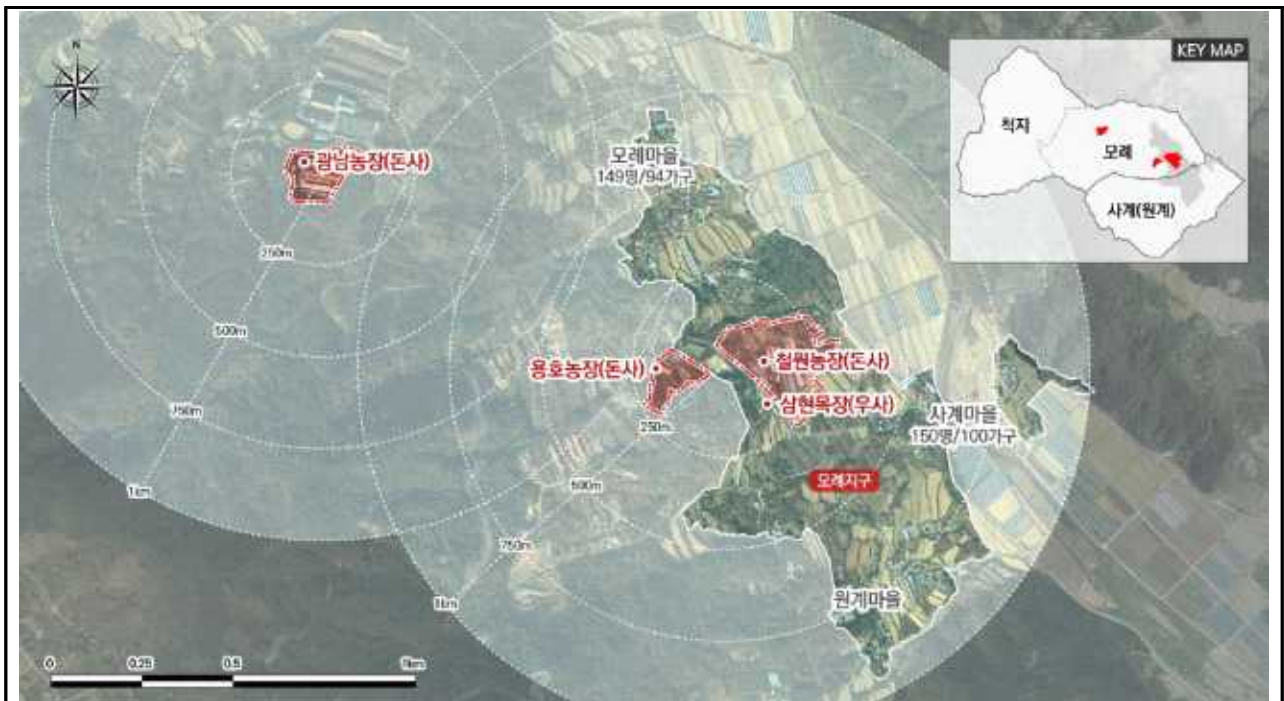 N
KEY MAP
척자
모례
사계(원계)
광남농장(돈사)
모례마을
149명/94가구
250m
500m
750m
1km
용호농장(돈사)
철원농장(돈사)
삼현목장(우사)
250m
사계마을
150명/100가구
모례지구
500m
750m
1km
원계마을
0 0.25 0.5 1km